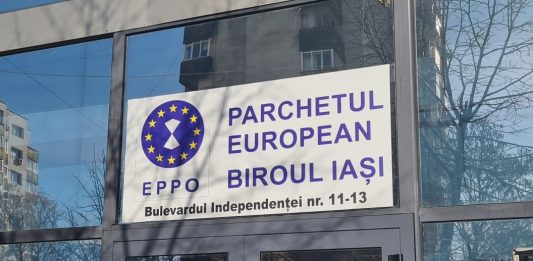 PARCHETUL
EUROPEAN
EPPO
BIROUL IAȘI
Bulevardul Independenței nr. 11-13